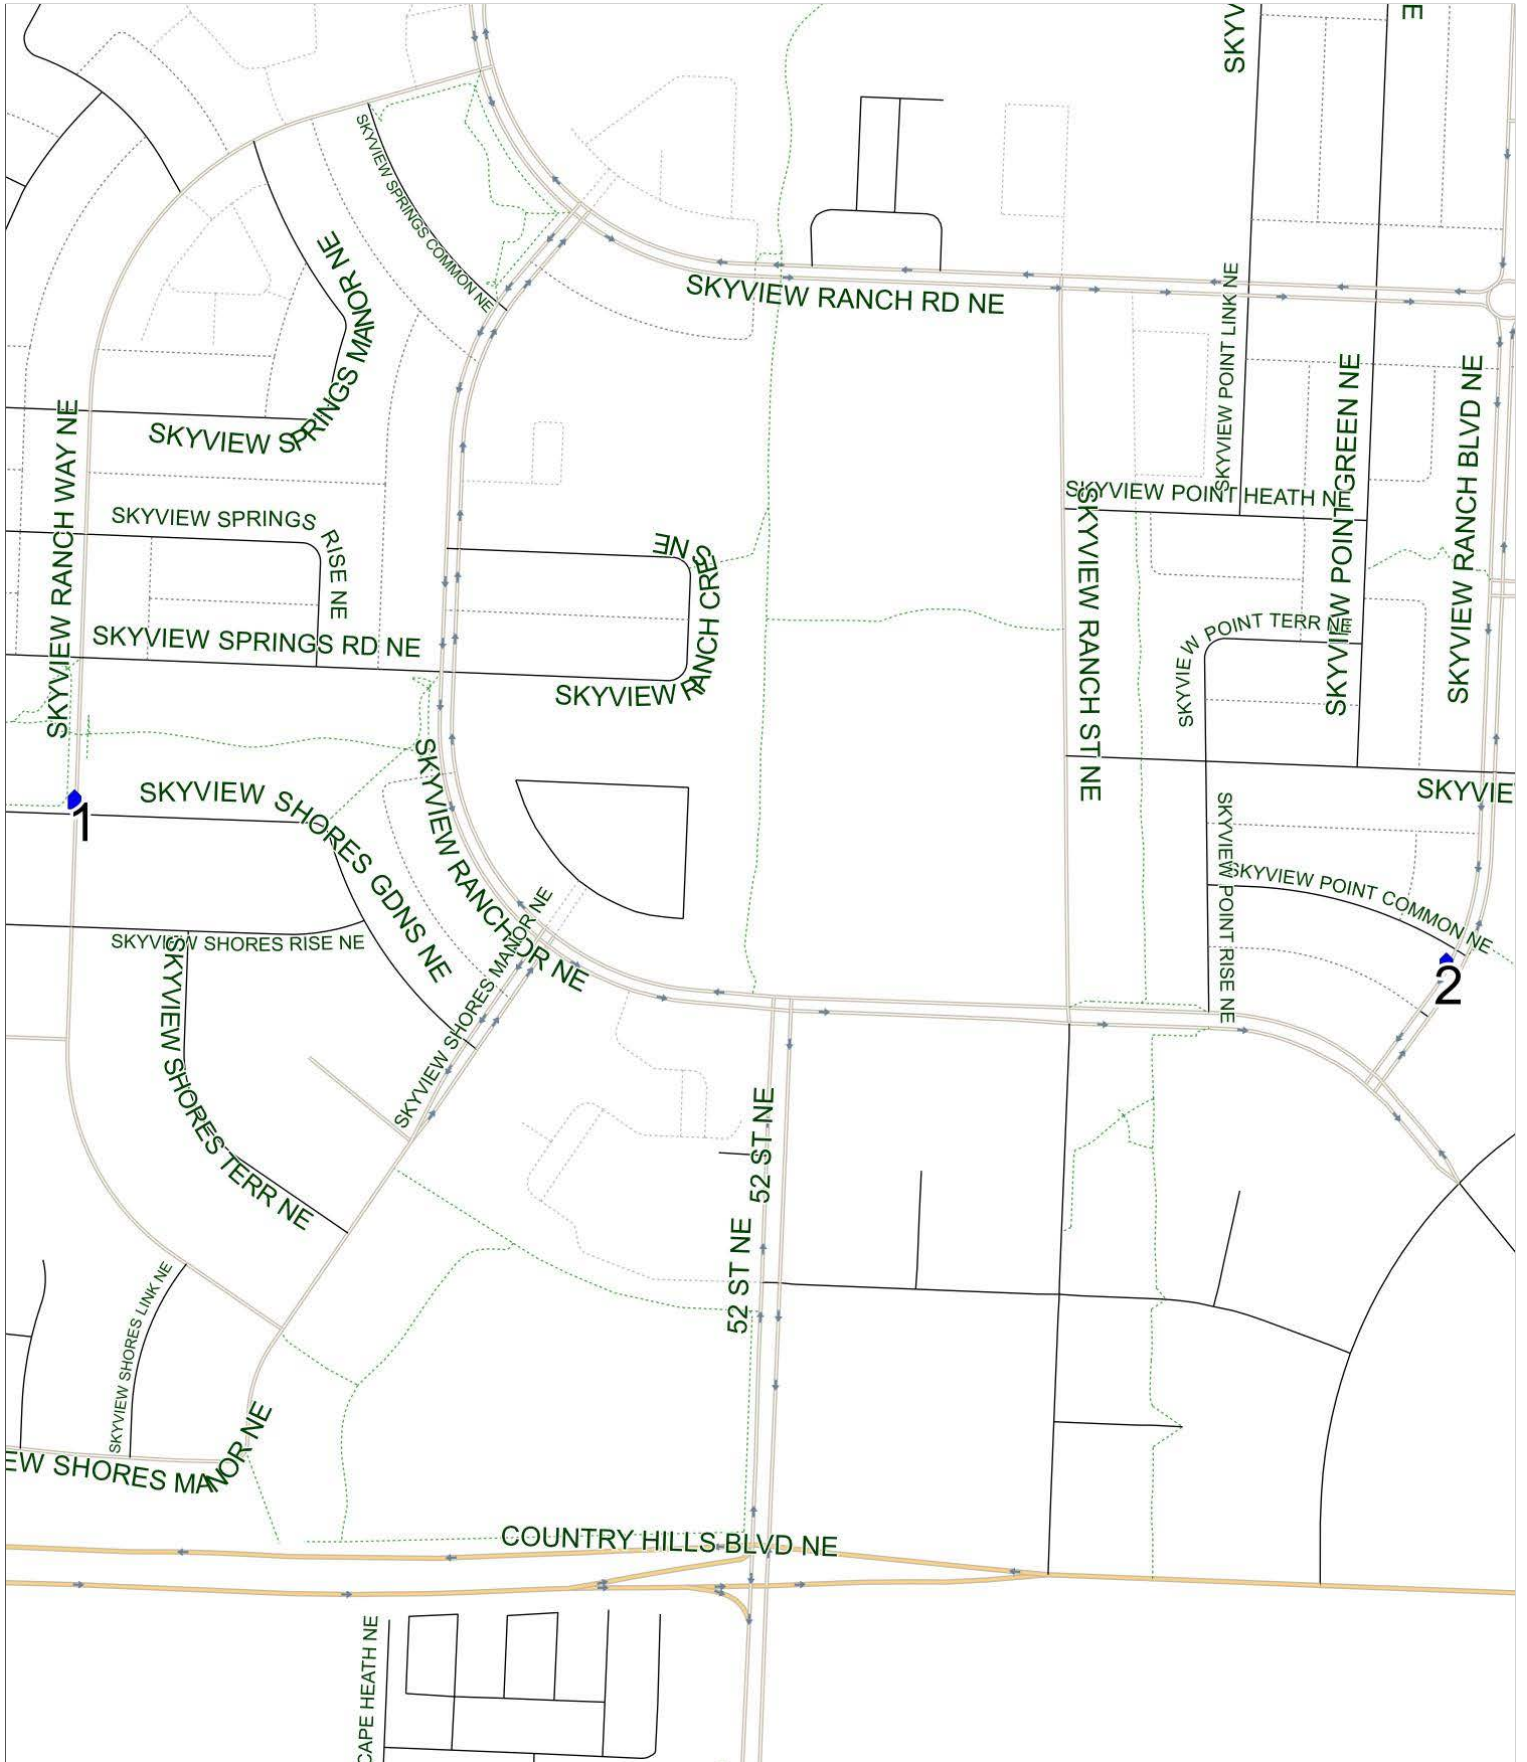 SKYV
E
SKYVIEW SPRINGS COMMON NE
SKYVIEW SPRINGS MANOR NE
SKYVIEW RANCH RD NE
SKYVIEW POINT LINK NE
SKYVIEW RANCH WAY NE
SKYVIEW POINT GREEN NE
SKYVIEW RANCH BLVD NE
SKYVIEW POINT HEATH NE
SKYVIEW SPRINGS RISE NE
SKYVIEW RANCH CRES NE
SKYVIEW RANCH ST NE
SKYVIEW SPRINGS RD NE
SKYVIEW POINT TERR NE
SKYVIEW RANCH DR NE
SKYVIEW SHORES GDNS NE
SKYVIE
1
SKYVIEW POINT RISE NE
SKYVIEW POINT COMMON NE
SKYVIEW SHORES RISE NE
SKYVIEW SHORES MANOR NE
2
SKYVIEW SHORES TERR NE
52 ST NE
52 ST NE
SKYVIEW SHORES LINK NE
EW SHORES MANOR NE
COUNTRY HILLS BLVD NE
CAPE HEATH NE